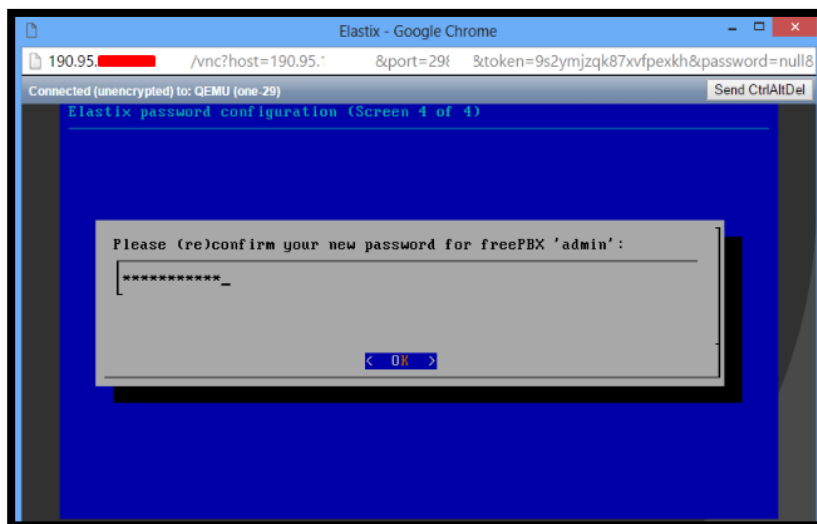 Elastix - Google Chrome
190.95. /vnc?host=190.95. &port=298 &token=9s2ymjzqk87xvfpexkh&password=null8
Connected (unencrypted) to: QEMU (one-29) Send CtrlAltDel
Elastix password configuration (Screen 4 of 4)
Please (re)confirm your new password for freePBX 'admin':
***********_
< OK >